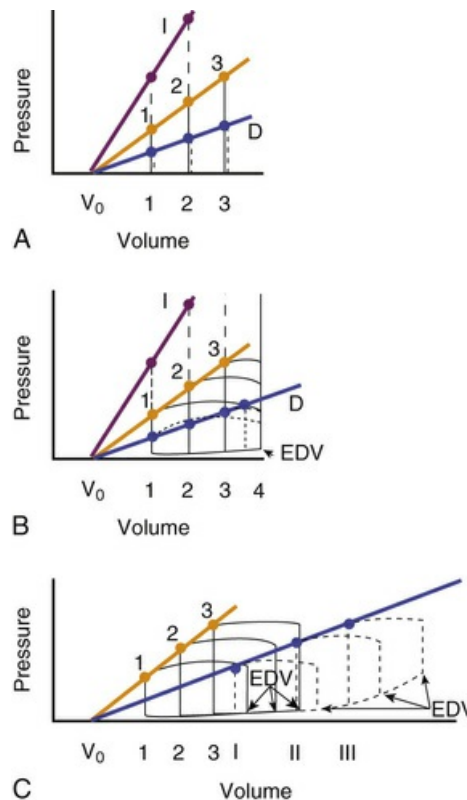 I
3
2
1
D
Pressure
V0 1 2 3
A
Volume
I
3
2
1
D
Pressure
EDV
V0 1 2 3 4
B
Volume
3
2
1
Pressure
EDV
EDV
V0 1 2 3 I II III
C
Volume